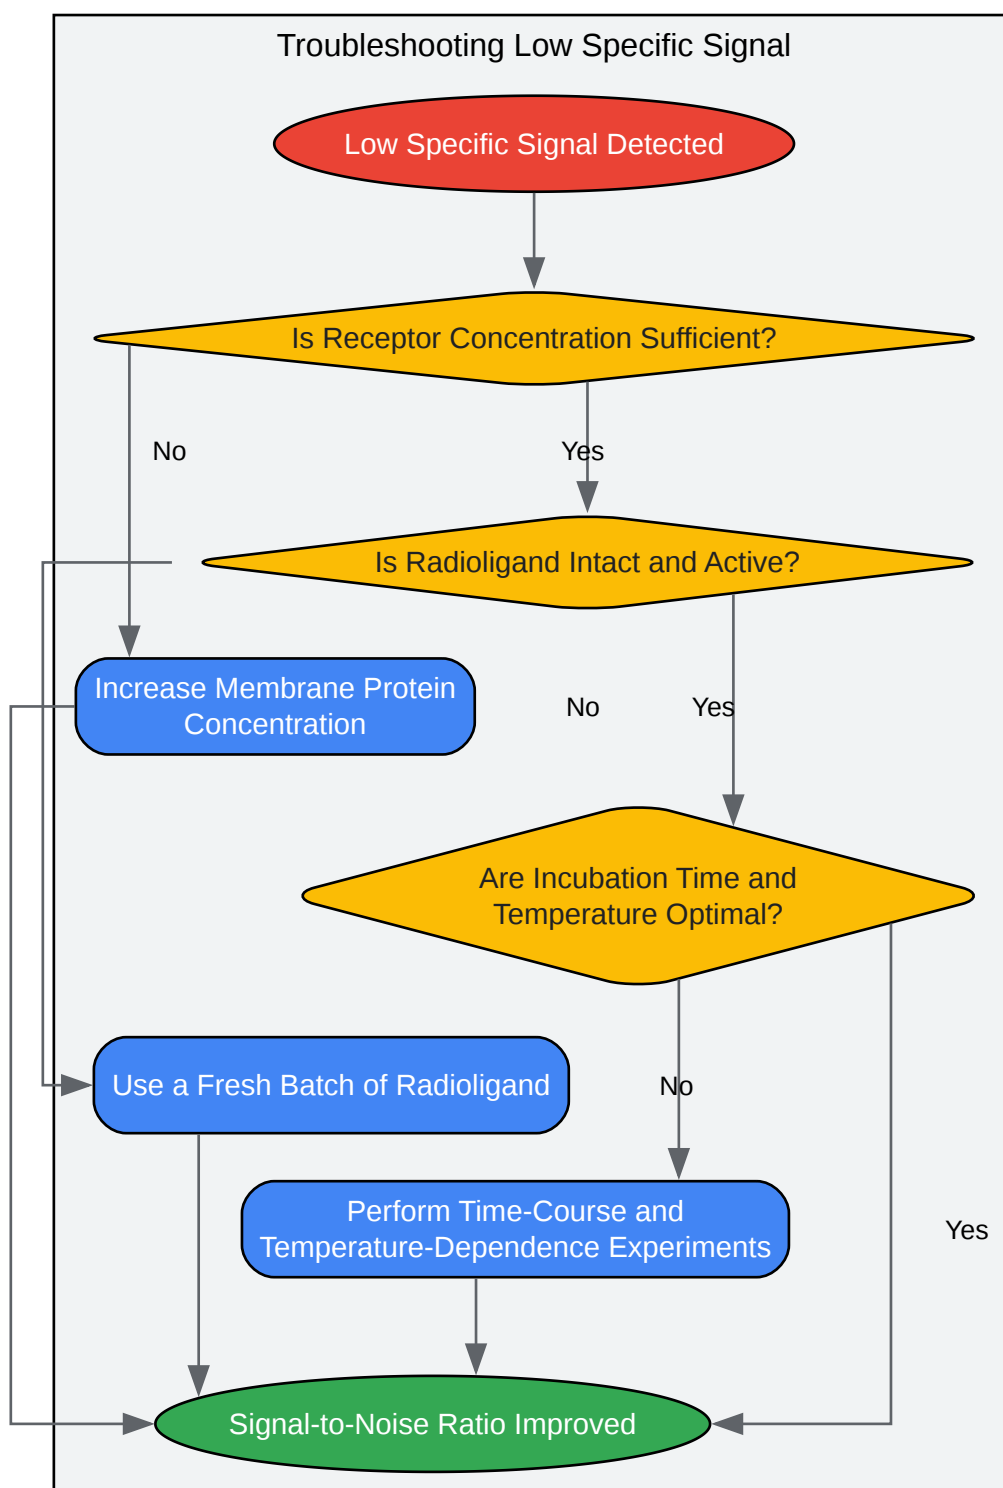 Troubleshooting Low Specific Signal
Low Specific Signal Detected
Is Receptor Concentration Sufficient?
No
Yes
Is Radioligand Intact and Active?
Increase Membrane Protein
Concentration
No
Yes
Are Incubation Time and
Temperature Optimal?
Use a Fresh Batch of Radioligand
No
Perform Time-Course and
Temperature-Dependence Experiments
Yes
Signal-to-Noise Ratio Improved